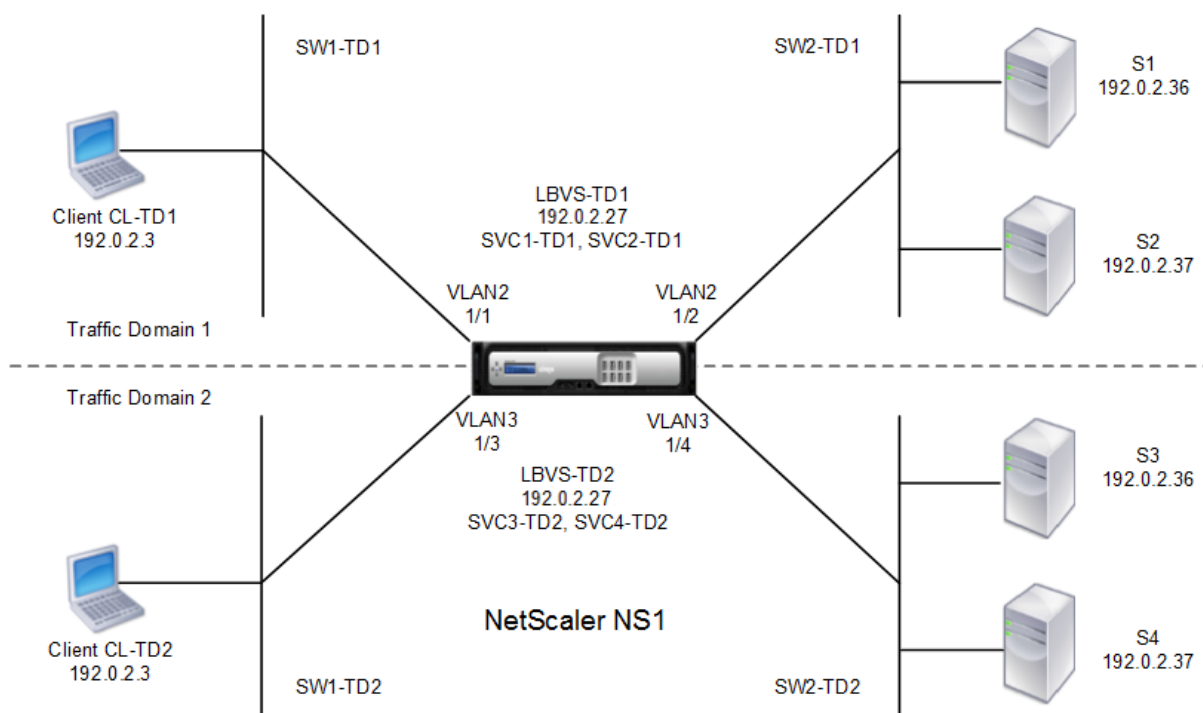 SW1-TD1
SW2-TD1
S1
192.0.2.36
Client CL-TD1
192.0.2.3
LBVS-TD1
192.0.2.27
SVC1-TD1, SVC2-TD1
S2
192.0.2.37
VLAN2
1/1
VLAN2
1/2
Traffic Domain 1
Traffic Domain 2
VLAN3
1/3
VLAN3
1/4
LBVS-TD2
192.0.2.27
SVC3-TD2, SVC4-TD2
S3
192.0.2.36
NetScaler NS1
Client CL-TD2
192.0.2.3
S4
192.0.2.37
SW1-TD2
SW2-TD2